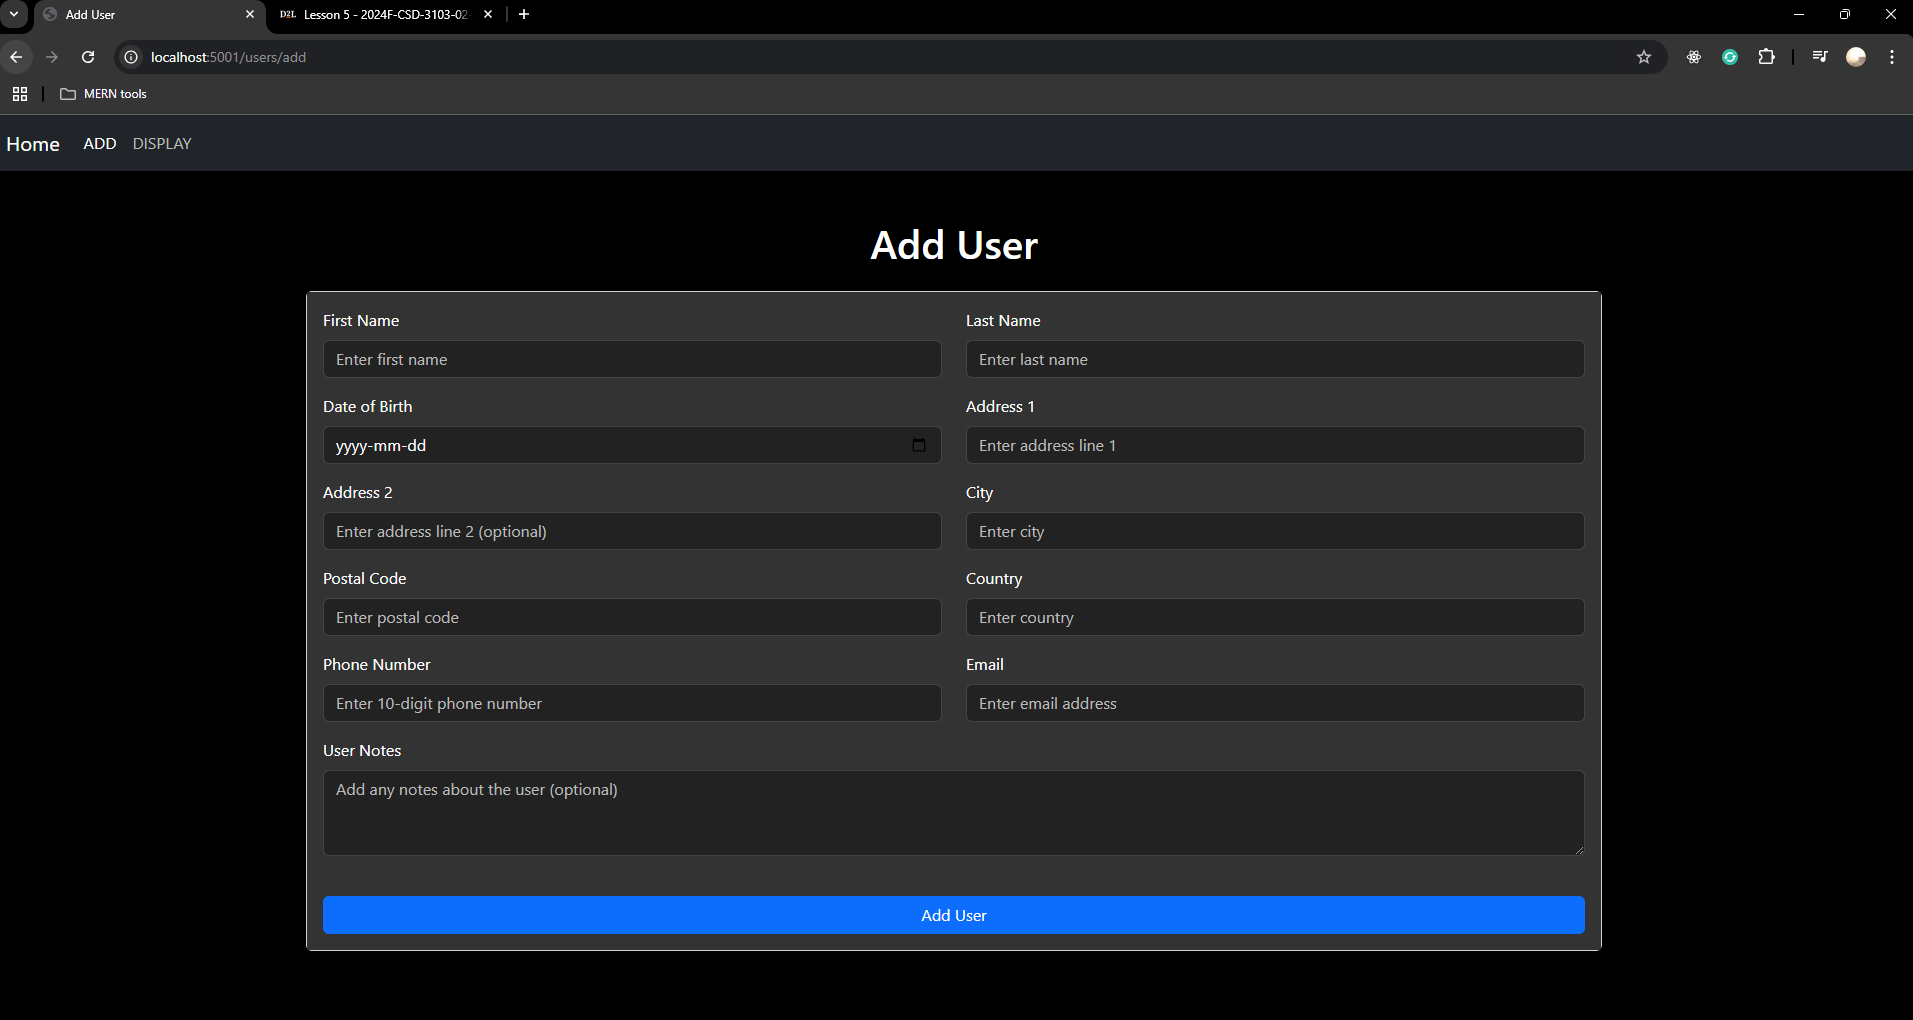 Add User
D2L Lesson 5 - 2024F-CSD-3103-02
localhost:5001/users/add
MERN tools
Home ADD DISPLAY
Add User
First Name Last Name
Enter first name Enter last name
Date of Birth Address 1
yyyy-mm-dd Enter address line 1
Address 2 City
Enter address line 2 (optional) Enter city
Postal Code Country
Enter postal code Enter country
Phone Number Email
Enter 10-digit phone number Enter email address
User Notes
Add any notes about the user (optional)
Add User